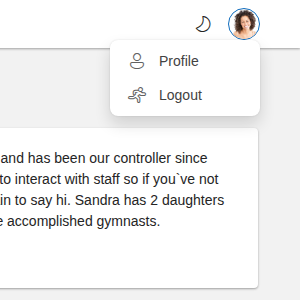 Profile
Logout
and has been our controller since
to interact with staff so if you`ve not
in to say hi. Sandra has 2 daughters
accomplished gymnasts.